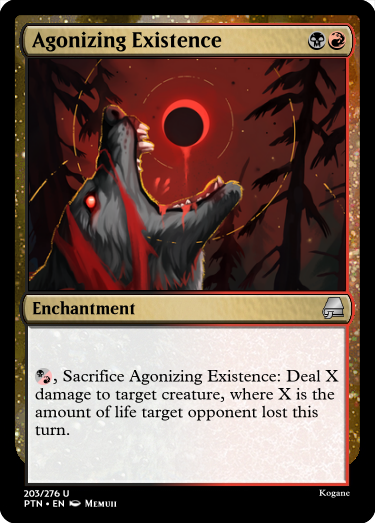 Agonizing Existence
Enchantment
, Sacrifice Agonizing Existence: Deal X
damage to target creature, where X is the
amount of life target opponent lost this
turn.
203/276 U
Kogane
PTN • EN Memuii